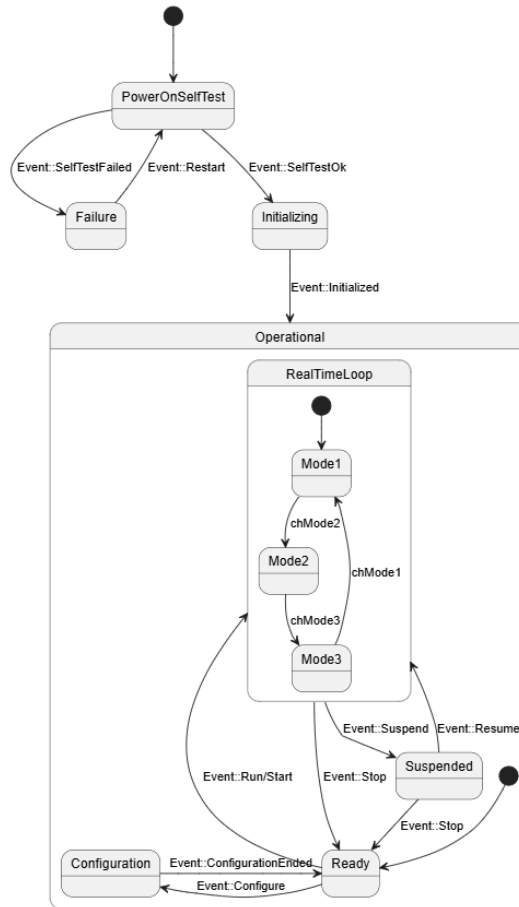 PowerOnSelfTest
Event::SelfTestFailed
Event::Restart
Event::SelfTestOk
Failure
Initializing
Event::Initialized
Operational
RealTimeLoop
Mode1
chMode2
Mode2
chMode1
chMode3
Mode3
Event::Suspend
Event::Resume
Suspended
Event::Run/Start
Event::Stop
Event::Stop
Configuration
Event::ConfigurationEnded
Ready
Event::Configure